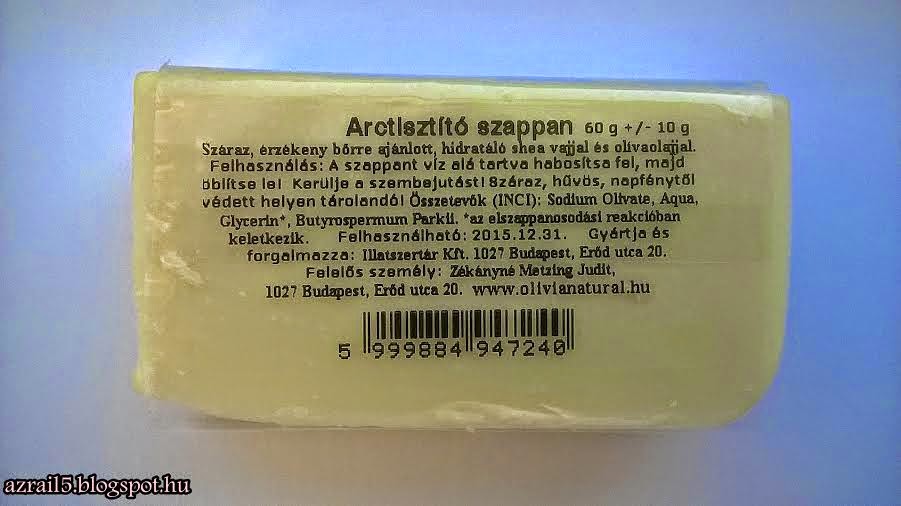 Arctisztító szappan 60 g +/- 10 g
Száraz, érzékeny bőrre ajánlott, hidratáló shea vajjal és olívaolajjal.
Felhasználás: A szappant víz alá tartva habosítsa fel, majd
öblítse le! Kerülje a szembejutást! Száraz, hűvös, napfénytől
védett helyen tárolandó! Összetevők (INCI): Sodium Olivate, Aqua,
Glycerin*, Butyrospermum Parkii. *az elszappanosodási reakcióban
keletkezik. Felhasználható: 2015.12.31. Gyártja és
forgalmazza: Illatszertár Kft. 1027 Budapest, Erőd utca 20.
Felelős személy: Zékányné Metzing Judit,
1027 Budapest, Erőd utca 20. www.olivianatural.hu
5 999884 947240
azrail5.blogspot.hu